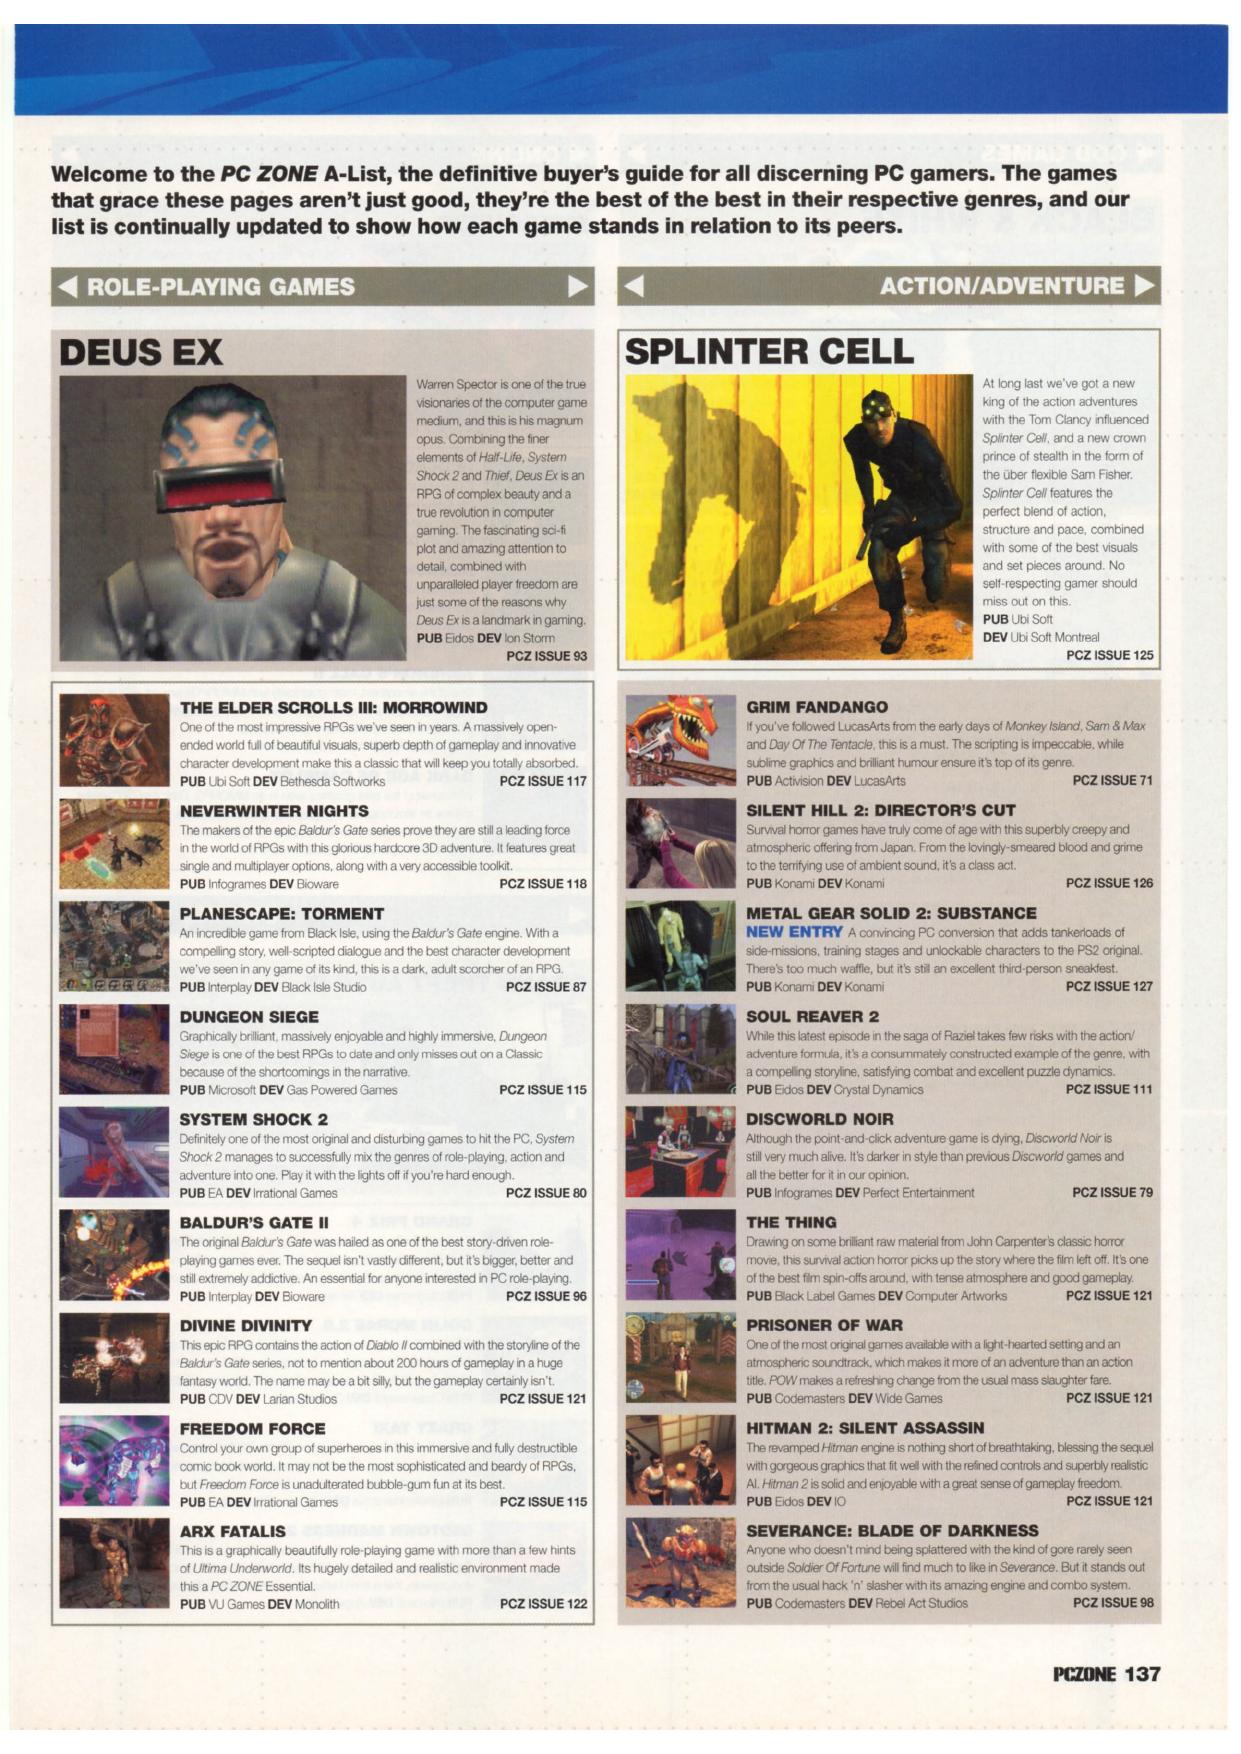 Welcome to the PC ZONE A-List, the definitive buyer's guide for all discerning PC gamers. The games
that grace these pages aren't just good, they're the best of the best in their respective genres, and our
list is continually updated to show how each game stands in relation to its peers.
ROLE-PLAYING GAMES
DEUS EX
Warren Spector is one of the true
visionaries of the computer game
medium, and this is his magnum
opus. Combining the finer
elements of Half-Life, System
Shock 2 and Thief, Deus Ex is an
RPG of complex beauty and a
true revolution in computer
gaming. The fascinating sci-fi
plot and amazing attention to
detail, combined with
unparalleled player freedom are
just some of the reasons why
Deus Ex is a landmark in gaming.
PUB Eidos DEV Ion Storm
PCZ ISSUE 93
THE ELDER SCROLLS III: MORROWIND
One of the most impressive RPGs we've seen in years. A massively open-
ended world full of beautiful visuals, superb depth of gameplay and innovative
character development make this a classic that will keep you totally absorbed.
PUB Ubi Soft DEV Bethesda Softworks PCZ ISSUE 117
NEVERWINTER NIGHTS
The makers of the epic Baldur's Gate series prove they are still a leading force
in the world of RPGs with this glorious hardcore 3D adventure. It features great
single and multiplayer options, along with a very accessible toolkit.
PUB Infogrames DEV Bioware PCZ ISSUE 118
PLANESCAPE: TORMENT
An incredible game from Black Isle, using the Baldur's Gate engine. With a
compelling story, well-scripted dialogue and the best character development
we've seen in any game of its kind, this is a dark, adult scorcher of an RPG.
PUB Interplay DEV Black Isle Studio PCZ ISSUE 87
DUNGEON SIEGE
Graphically brilliant, massively enjoyable and highly immersive, Dungeon
Siege is one of the best RPGs to date and only misses out on a Classic
because of the shortcomings in the narrative.
PUB Microsoft DEV Gas Powered Games PCZ ISSUE 115
SYSTEM SHOCK 2
Definitely one of the most original and disturbing games to hit the PC, System
Shock 2 manages to successfully mix the genres of role-playing, action and
adventure into one. Play it with the lights off if you're hard enough.
PUB EA DEV Irrational Games PCZ ISSUE 80
BALDUR'S GATE II
The original Baldur's Gate was hailed as one of the best story-driven role-
playing games ever. The sequel isn't vastly different, but it's bigger, better and
still extremely addictive. An essential for anyone interested in PC role-playing.
PUB Interplay DEV Bioware PCZ ISSUE 96
DIVINE DIVINITY
This epic RPG contains the action of Diablo II combined with the storyline of the
Baldur's Gate series, not to mention about 200 hours of gameplay in a huge
fantasy world. The name may be a bit silly, but the gameplay certainly isn't.
PUB CDV DEV Larian Studios PCZ ISSUE 121
FREEDOM FORCE
Control your own group of superheroes in this immersive and fully destructible
comic book world. It may not be the most sophisticated and beardy of RPGs,
but Freedom Force is unadulterated bubble-gum fun at its best.
PUB EA DEV Irrational Games PCZ ISSUE 115
ARX FATALIS
This is a graphically beautifully role-playing game with more than a few hints
of Ultima Underworld. Its hugely detailed and realistic environment made
this a PC ZONE Essential.
PUB VU Games DEV Monolith PCZ ISSUE 122
ACTION/ADVENTURE
SPLINTER CELL
At long last we've got a new
king of the action adventures
with the Tom Clancy influenced
Splinter Cell, and a new crown
prince of stealth in the form of
the über flexible Sam Fisher.
Splinter Cell features the
perfect blend of action,
structure and pace, combined
with some of the best visuals
and set pieces around. No
self-respecting gamer should
miss out on this.
PUB Ubi Soft
DEV Ubi Soft Montreal
PCZ ISSUE 125
GRIM FANDANGO
If you've followed LucasArts from the early days of Monkey Island, Sam & Max
and Day Of The Tentacle, this is a must. The scripting is impeccable, while
sublime graphics and brilliant humour ensure it's top of its genre.
PUB Activision DEV LucasArts PCZ ISSUE 71
SILENT HILL 2: DIRECTOR'S CUT
Survival horror games have truly come of age with this superbly creepy and
atmospheric offering from Japan. From the lovingly-smeared blood and grime
to the terrifying use of ambient sound, it's a class act.
PUB Konami DEV Konami PCZ ISSUE 126
METAL GEAR SOLID 2: SUBSTANCE
NEW ENTRY A convincing PC conversion that adds tankerloads of
side-missions, training stages and unlockable characters to the PS2 original.
There's too much waffle, but it's still an excellent third-person sneakfest.
PUB Konami DEV Konami PCZ ISSUE 127
SOUL REAVER 2
While this latest episode in the saga of Raziel takes few risks with the action/
adventure formula, it's a consummately constructed example of the genre, with
a compelling storyline, satisfying combat and excellent puzzle dynamics.
PUB Eidos DEV Crystal Dynamics PCZ ISSUE 111
DISCWORLD NOIR
Although the point-and-click adventure game is dying, Discworld Noir is
still very much alive. It's darker in style than previous Discworld games and
all the better for it in our opinion.
PUB Infogrames DEV Perfect Entertainment PCZ ISSUE 79
THE THING
Drawing on some brilliant raw material from John Carpenter's classic horror
movie, this survival action horror picks up the story where the film left off. It's one
of the best film spin-offs around, with tense atmosphere and good gameplay.
PUB Black Label Games DEV Computer Artworks PCZ ISSUE 121
PRISONER OF WAR
One of the most original games available with a light-hearted setting and an
atmospheric soundtrack, which makes it more of an adventure than an action
title. POW makes a refreshing change from the usual mass slaughter fare.
PUB Codemasters DEV Wide Games PCZ ISSUE 121
HITMAN 2: SILENT ASSASSIN
The revamped Hitman engine is nothing short of breathtaking, blessing the sequel
with gorgeous graphics that fit well with the refined controls and superbly realistic
AI. Hitman 2 is solid and enjoyable with a great sense of gameplay freedom.
PUB Eidos DEV IO PCZ ISSUE 121
SEVERANCE: BLADE OF DARKNESS
Anyone who doesn't mind being splattered with the kind of gore rarely seen
outside Soldier Of Fortune will find much to like in Severance. But it stands out
from the usual hack 'n' slasher with its amazing engine and combo system.
PUB Codemasters DEV Rebel Act Studios PCZ ISSUE 98
PCZONE 137